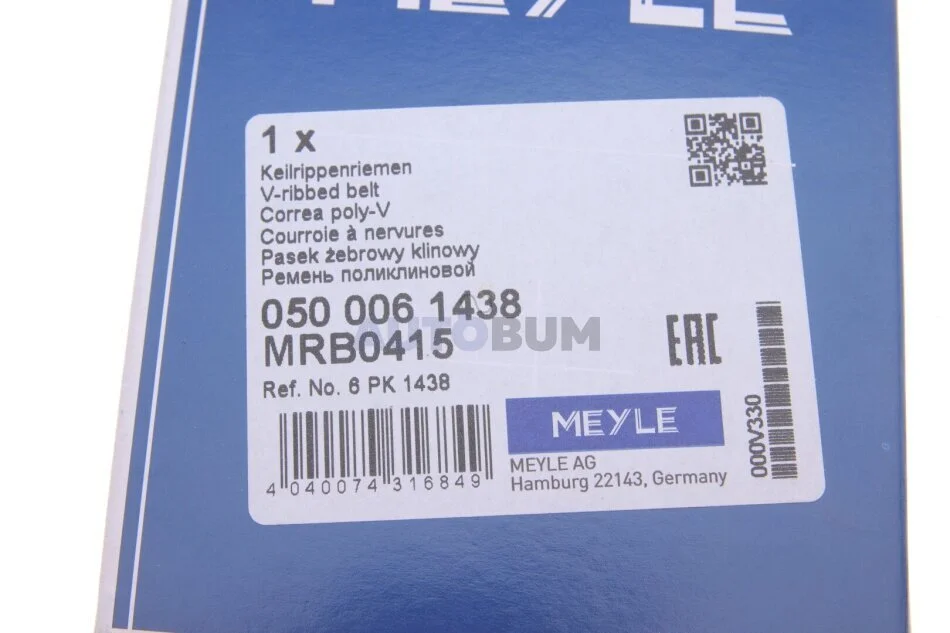 MEYLE
1 x
Keilrippenriemen
V-ribbed belt
Correa poly-V
Courroie à nervures
Pasek żebrowy klinowy
Ремень поликлиновой
050 006 1438
AUTOBUM
MRB0415
Ref. No. 6 PK 1438
EAC
4 040074 316849
MEYLE
MEYLE AG
Hamburg 22143, Germany
000V330